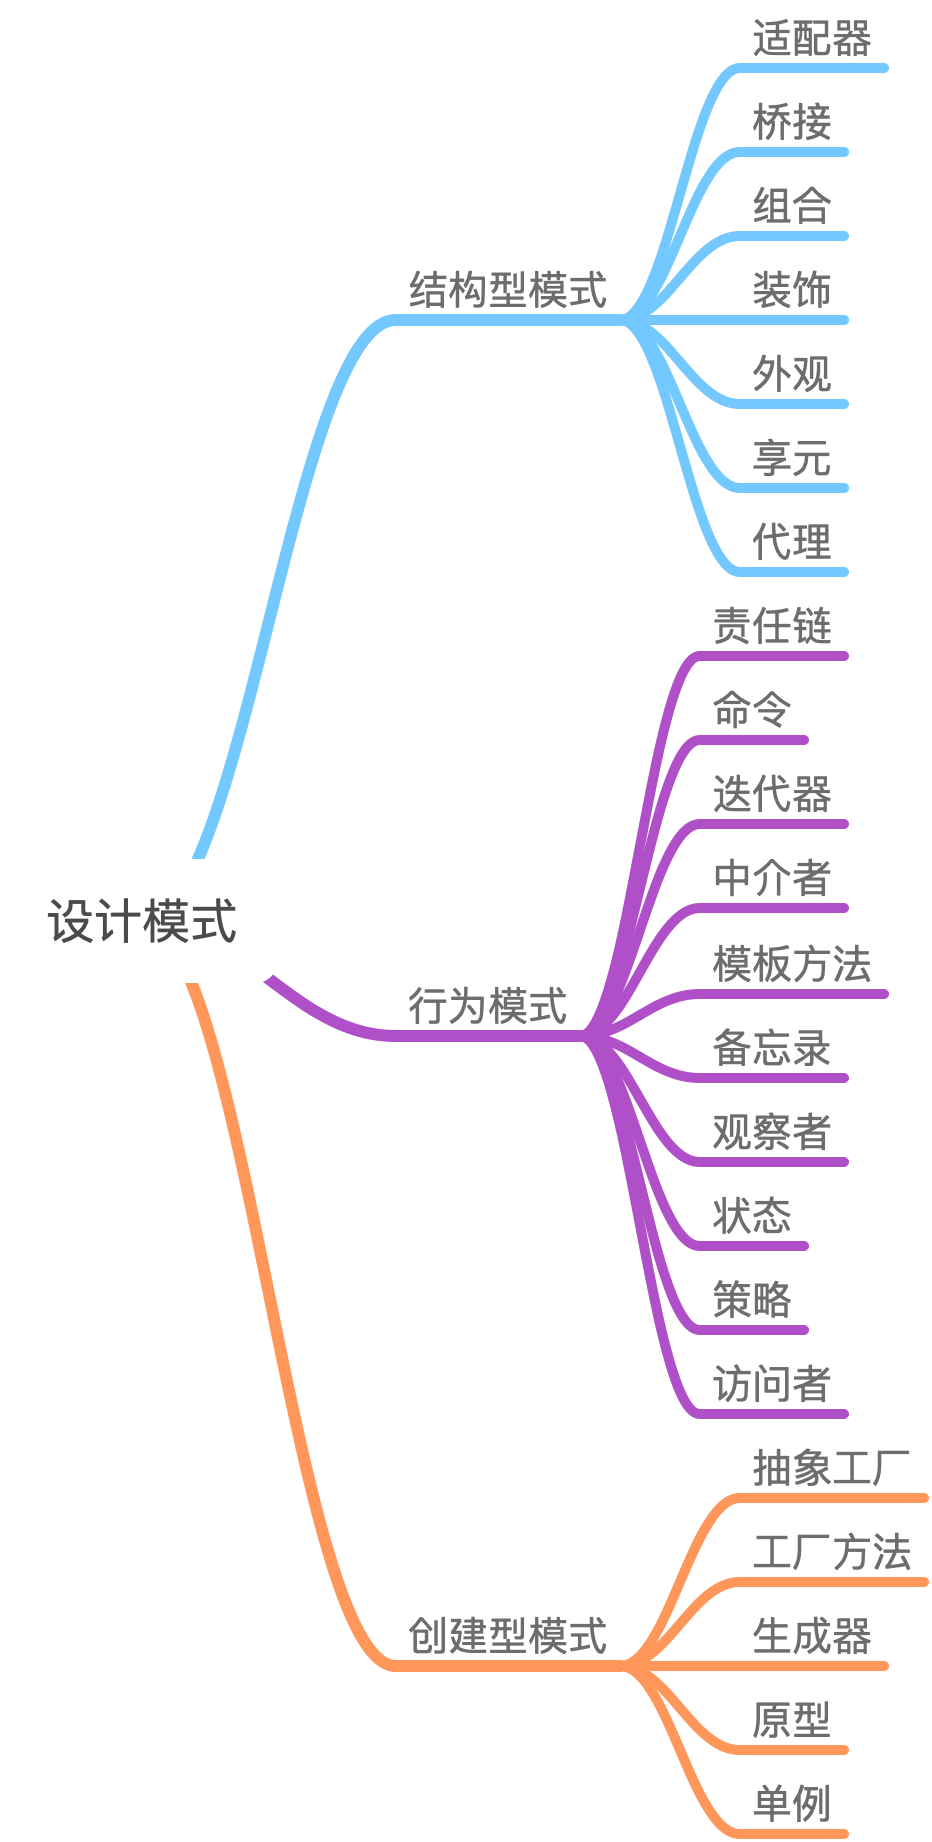 设计模式
结构型模式
适配器
桥接
组合
装饰
外观
享元
代理
行为模式
责任链
命令
迭代器
中介者
模板方法
备忘录
观察者
状态
策略
访问者
创建型模式
抽象工厂
工厂方法
生成器
原型
单例